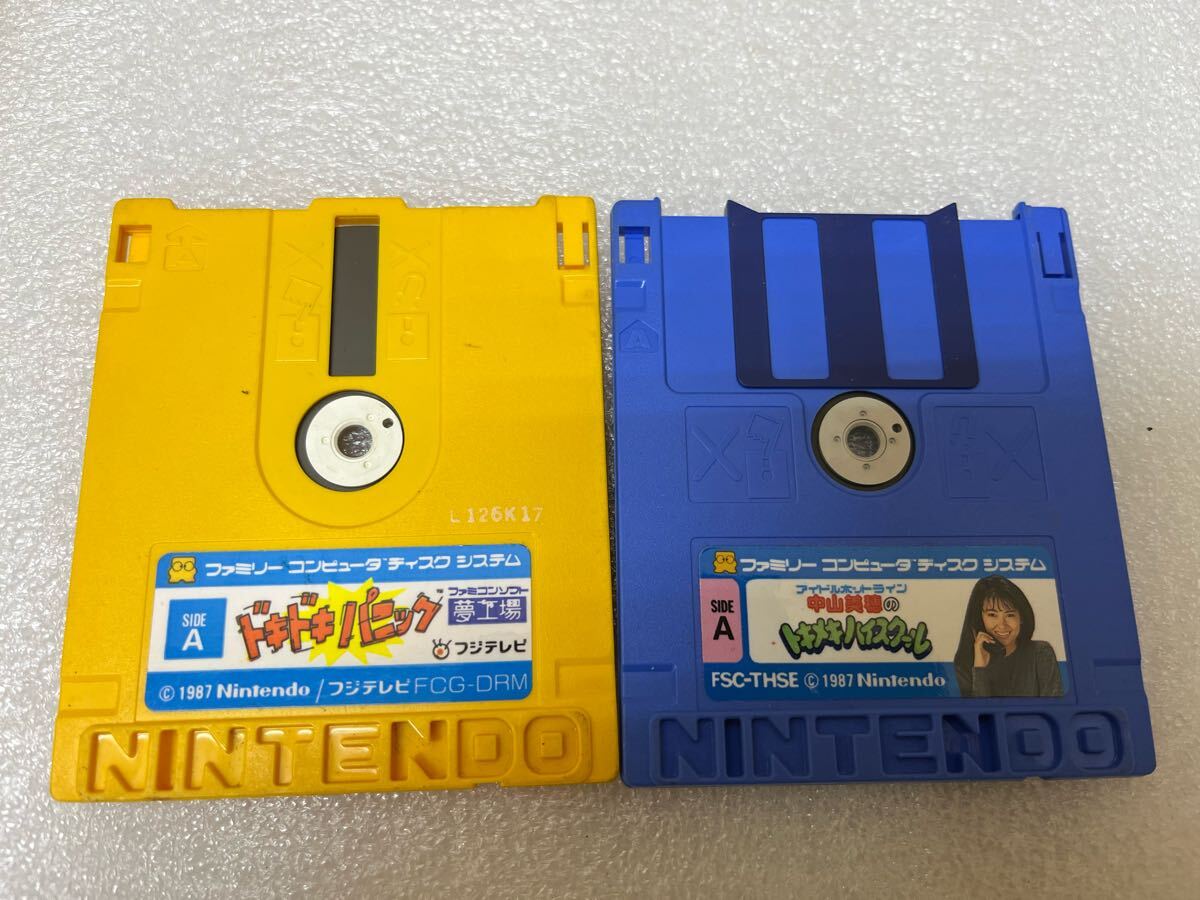 L 126K17
ファミリー コンピュータ ディスク システム
SIDE
A
ドキドキパニック
TM
ファミコンソフト
夢工場
フジテレビ
© 1987 Nintendo / フジテレビ FCG-DRM
NINTENDO
A
ファミリー コンピュータ ディスク システム
SIDE
A
アイドルホットライン
中山美穂の
トキメキハイスクール
FSC-THSE © 1987 Nintendo
NINTENDO